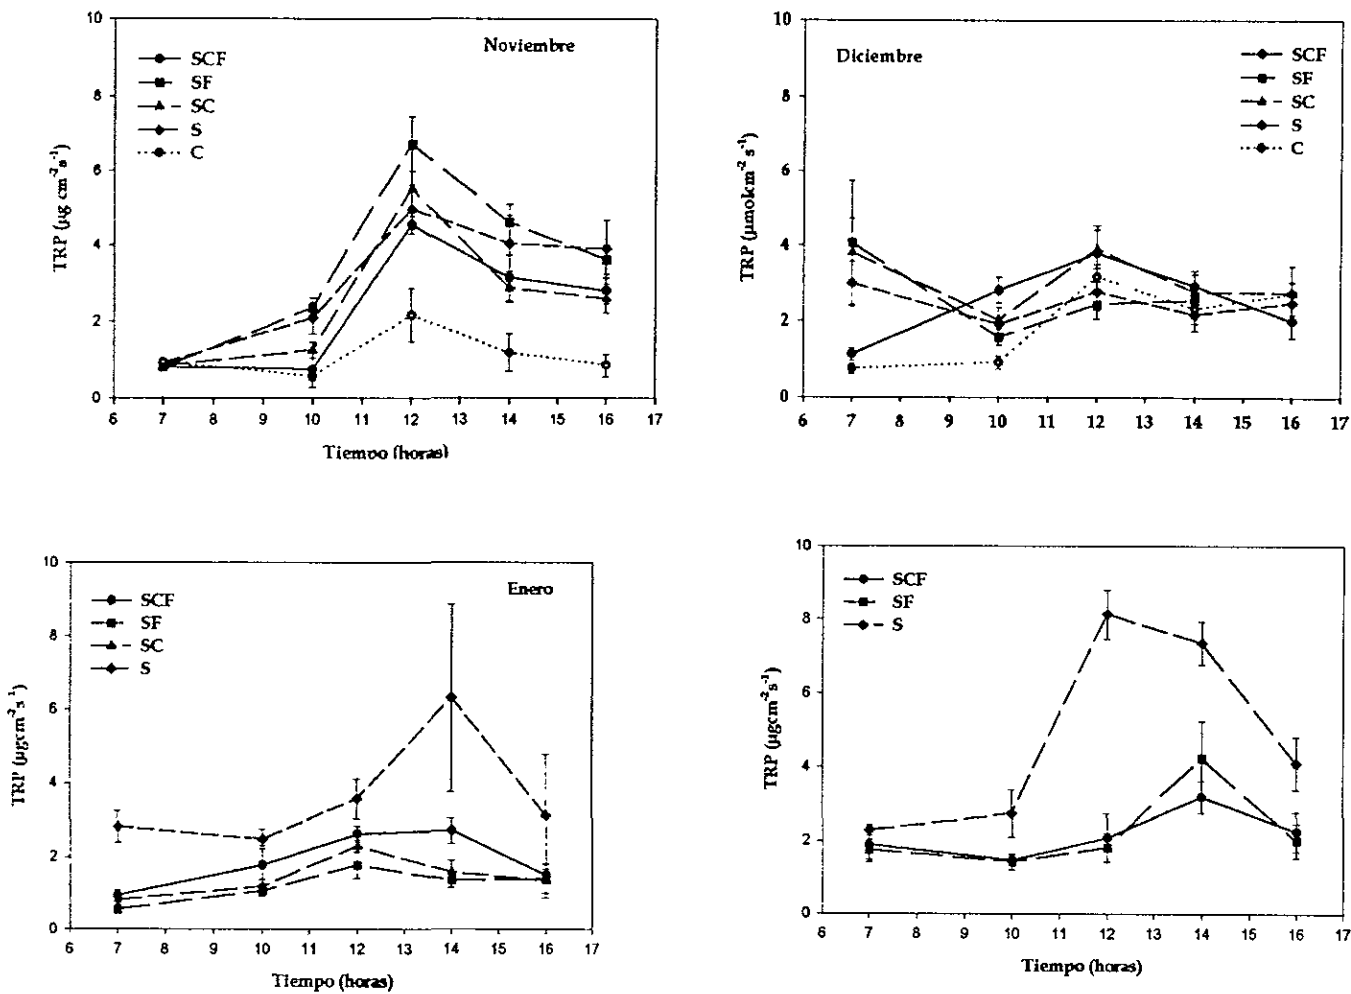 Noviembre
SCF
SF
SC
S
C
TRP (µg cm⁻²s⁻¹)
10
8
6
4
2
0
6 7 8 9 10 11 12 13 14 15 16 17
Tiempo (horas)
Diciembre
SCF
SF
SC
S
C
TRP (µmolcm⁻² s⁻¹)
10
8
6
4
2
0
6 7 8 9 10 11 12 13 14 15 16 17
Enero
SCF
SF
SC
S
TRP (µgcm⁻²s⁻¹)
10
8
6
4
2
0
6 7 8 9 10 11 12 13 14 15 16 17
Tiempo (horas)
SCF
SF
S
TRP (µgcm⁻²s⁻¹)
10
8
6
4
2
0
6 7 8 9 10 11 12 13 14 15 16 17
Tiempo (horas)